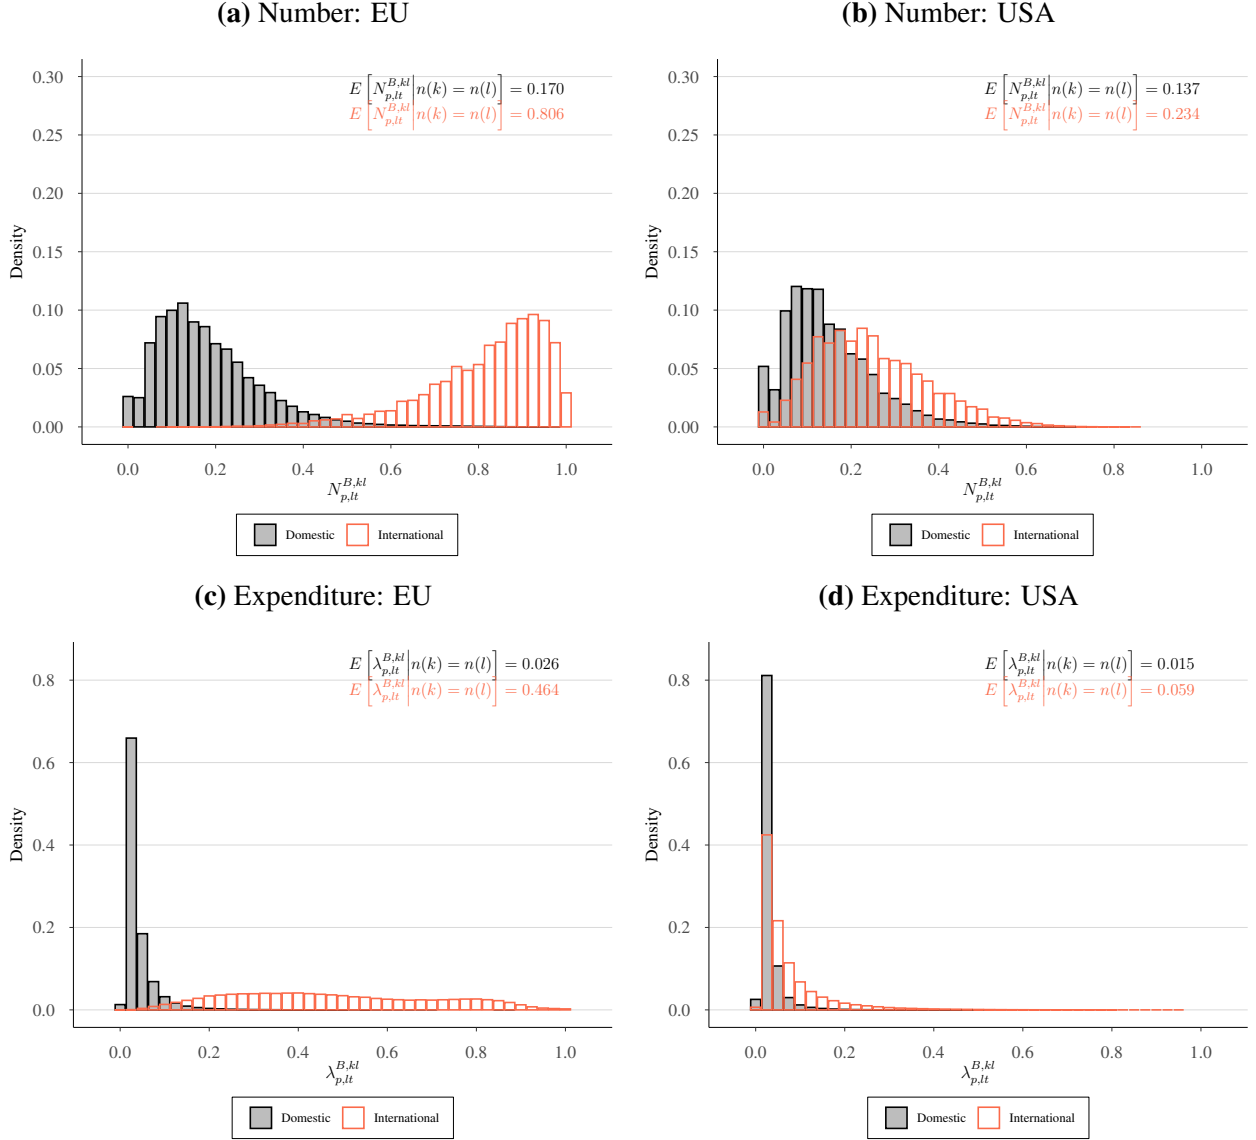 (a) Number: EU
(b) Number: USA
E [N^{B,kl}_{p,lt} | n(k) = n(l)] = 0.170
E [N^{B,kl}_{p,lt} | n(k) = n(l)] = 0.806
0.30
0.25
0.20
0.15
0.10
0.05
0.00
Density
0.0 0.2 0.4 0.6 0.8 1.0
N^{B,kl}_{p,lt}
Domestic International
E [N^{B,kl}_{p,lt} | n(k) = n(l)] = 0.137
E [N^{B,kl}_{p,lt} | n(k) = n(l)] = 0.234
0.30
0.25
0.20
0.15
0.10
0.05
0.00
Density
0.0 0.2 0.4 0.6 0.8 1.0
N^{B,kl}_{p,lt}
Domestic International
(c) Expenditure: EU
(d) Expenditure: USA
E [λ^{B,kl}_{p,lt} | n(k) = n(l)] = 0.026
E [λ^{B,kl}_{p,lt} | n(k) = n(l)] = 0.464
0.8
0.6
0.4
0.2
0.0
Density
0.0 0.2 0.4 0.6 0.8 1.0
λ^{B,kl}_{p,lt}
Domestic International
E [λ^{B,kl}_{p,lt} | n(k) = n(l)] = 0.015
E [λ^{B,kl}_{p,lt} | n(k) = n(l)] = 0.059
0.8
0.6
0.4
0.2
0.0
Density
0.0 0.2 0.4 0.6 0.8 1.0
λ^{B,kl}_{p,lt}
Domestic International